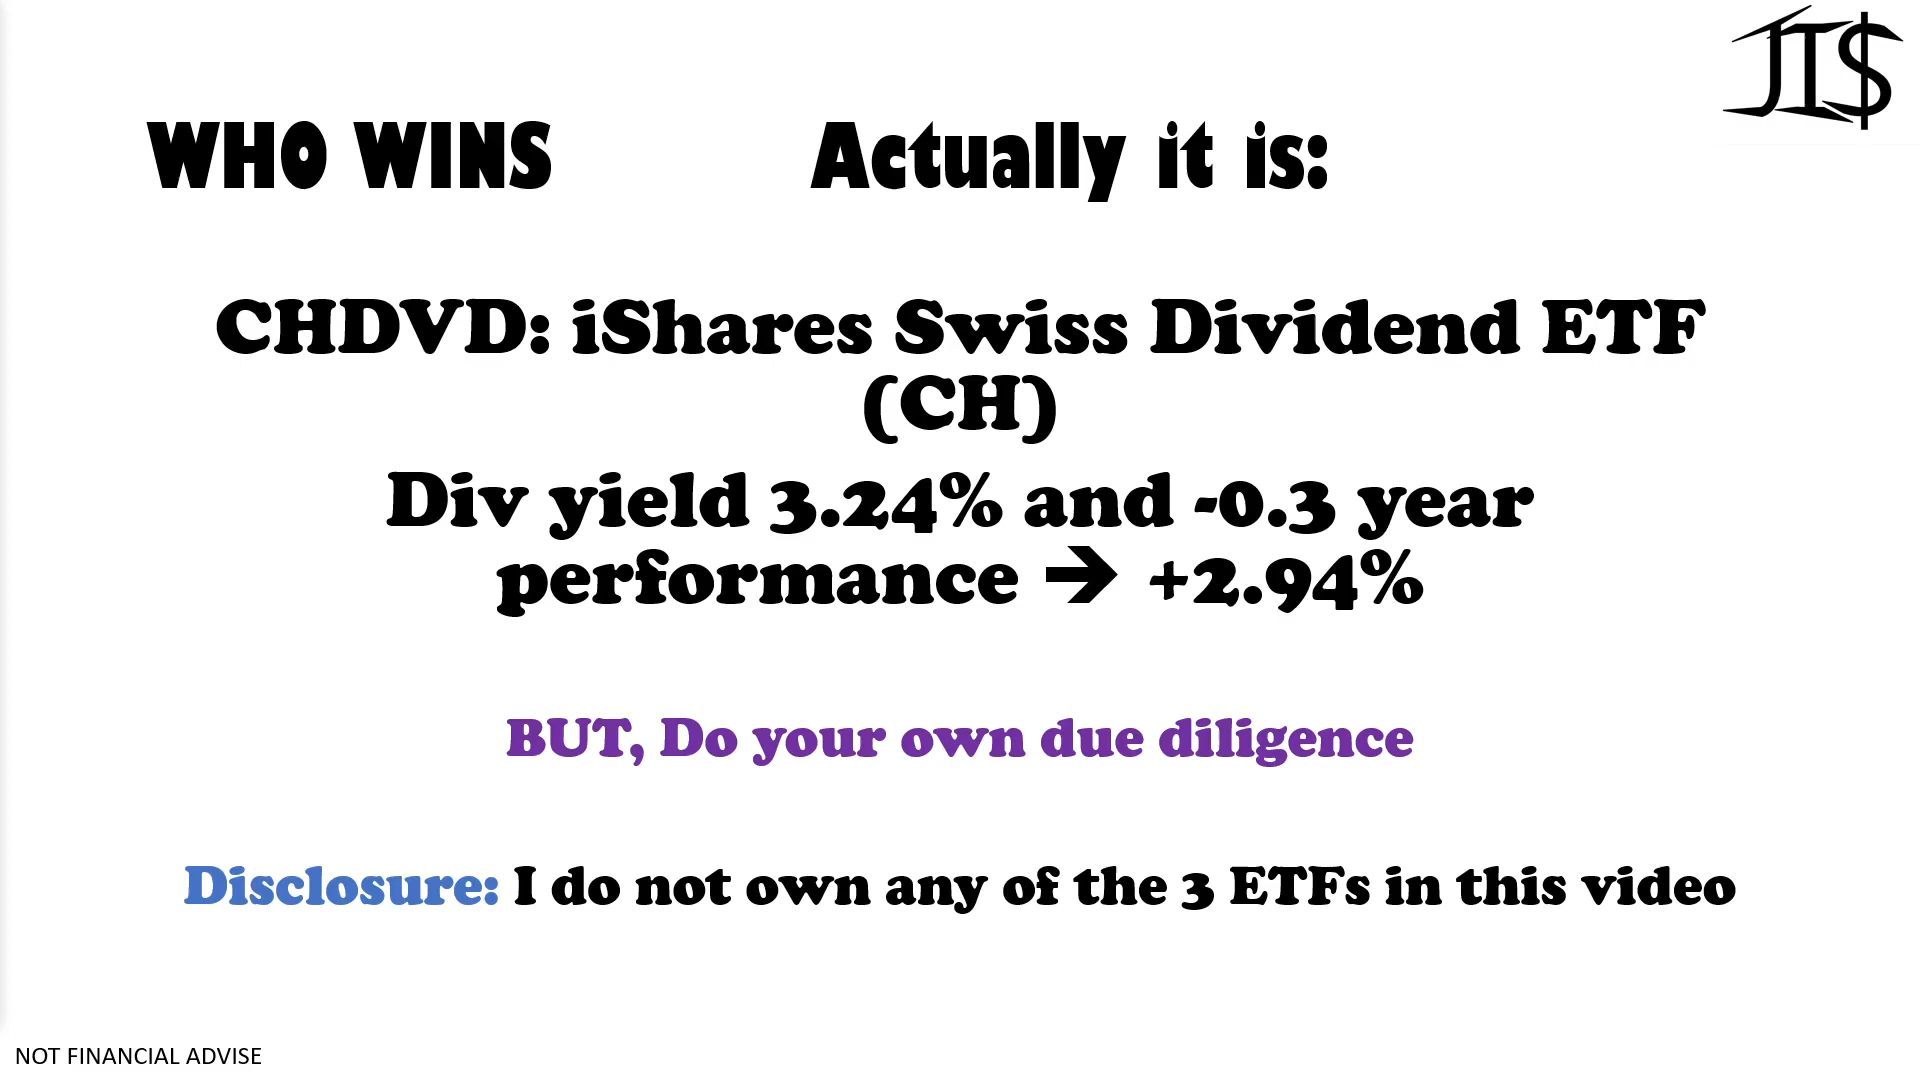 JI$
WHO WINS Actually it is:
CHDVD: iShares Swiss Dividend ETF
(CH)
Div yield 3.24% and -0.3 year
performance → +2.94%
BUT, Do your own due diligence
Disclosure: I do not own any of the 3 ETFs in this video
NOT FINANCIAL ADVISE